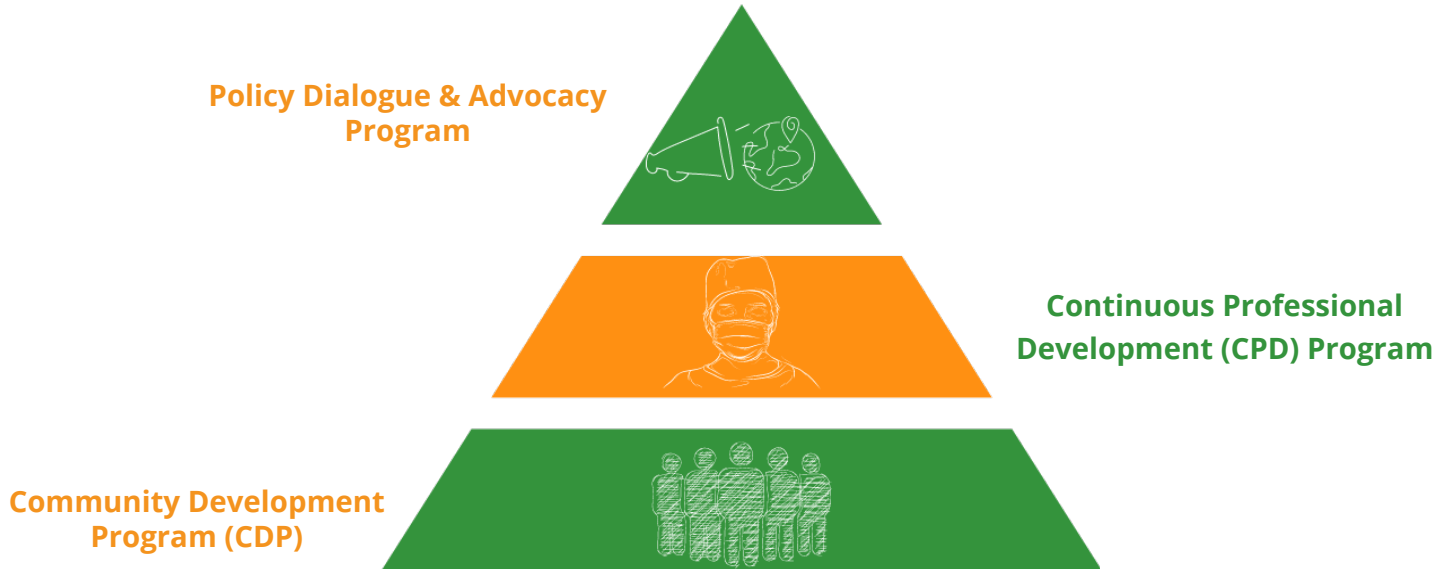 Policy Dialogue & Advocacy
Program
Continuous Professional
Development (CPD) Program
Community Development
Program (CDP)